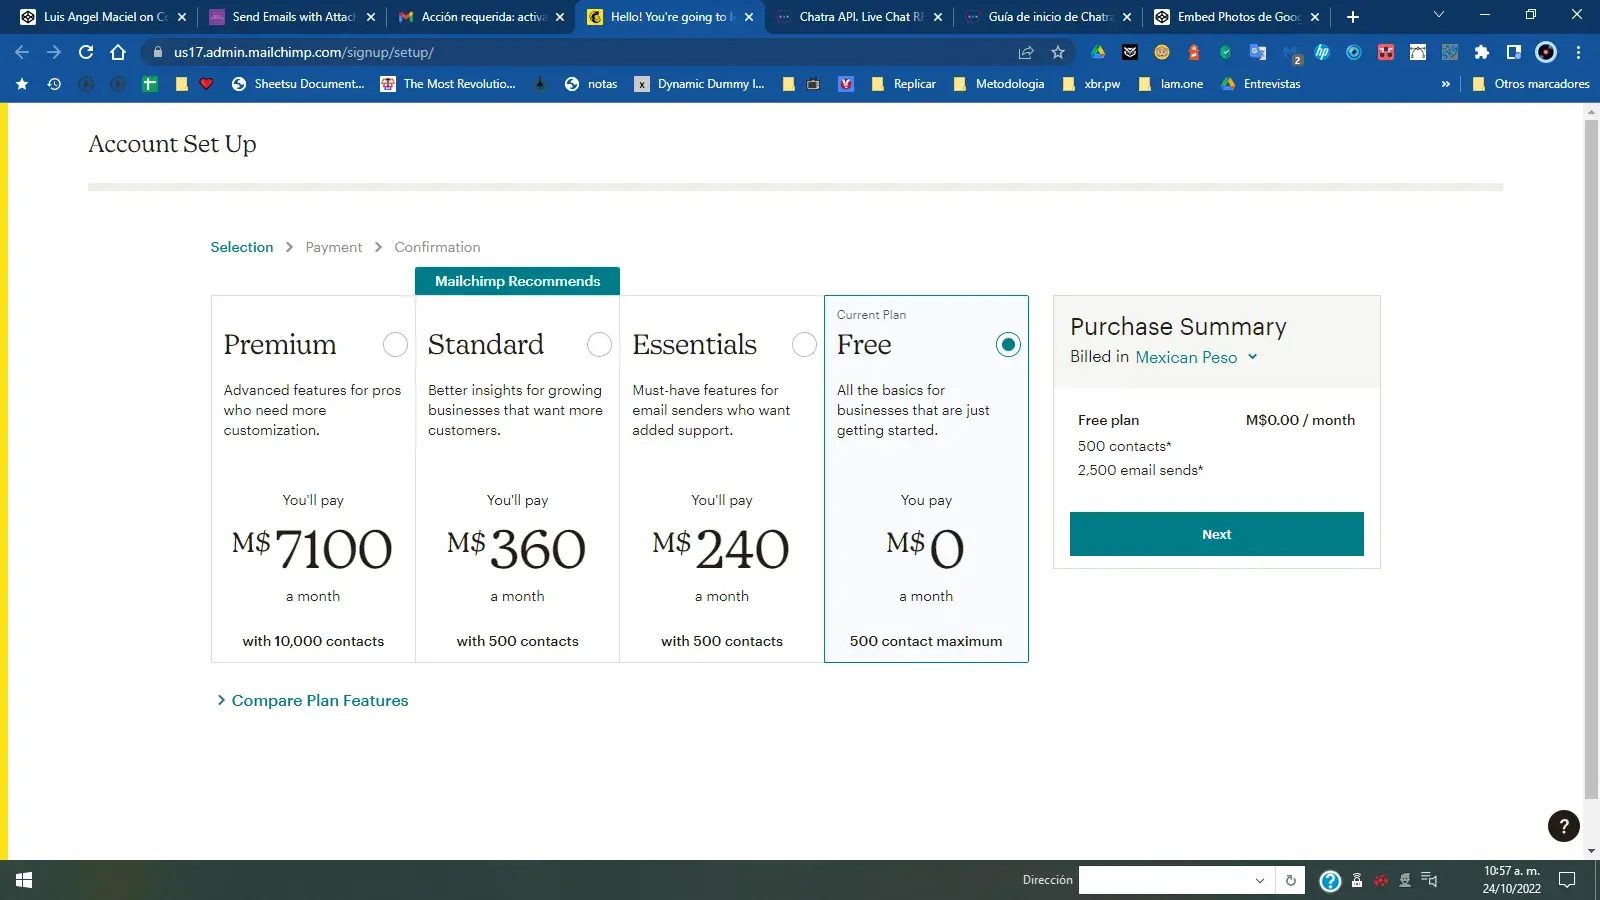 Luis Angel Maciel on C
Send Emails with Attac
Acción requerida: activa
Hello! You're going to l
Chatra API. Live Chat R
Guía de inicio de Chatra
Embed Photos de Goog
us17.admin.mailchimp.com/signup/setup/
2
Sheetsu Document...
The Most Revolutio...
notas
Dynamic Dummy I...
Replicar
Metodologia
xbr.pw
Iam.one
Entrevistas
»
Otros marcadores
Account Set Up
Selection > Payment > Confirmation
Mailchimp Recommends
Premium
Advanced features for pros
who need more
customization.
You'll pay
M$7100
a month
with 10,000 contacts
Standard
Better insights for growing
businesses that want more
customers.
You'll pay
M$360
a month
with 500 contacts
Essentials
Must-have features for
email senders who want
added support.
You'll pay
M$240
a month
with 500 contacts
Current Plan
Free
All the basics for
businesses that are just
getting started.
You pay
M$0
a month
500 contact maximum
Purchase Summary
Billed in Mexican Peso
Free plan M$0.00 / month
500 contacts*
2,500 email sends*
Next
> Compare Plan Features
?
Dirección
?
10:57 a. m.
24/10/2022